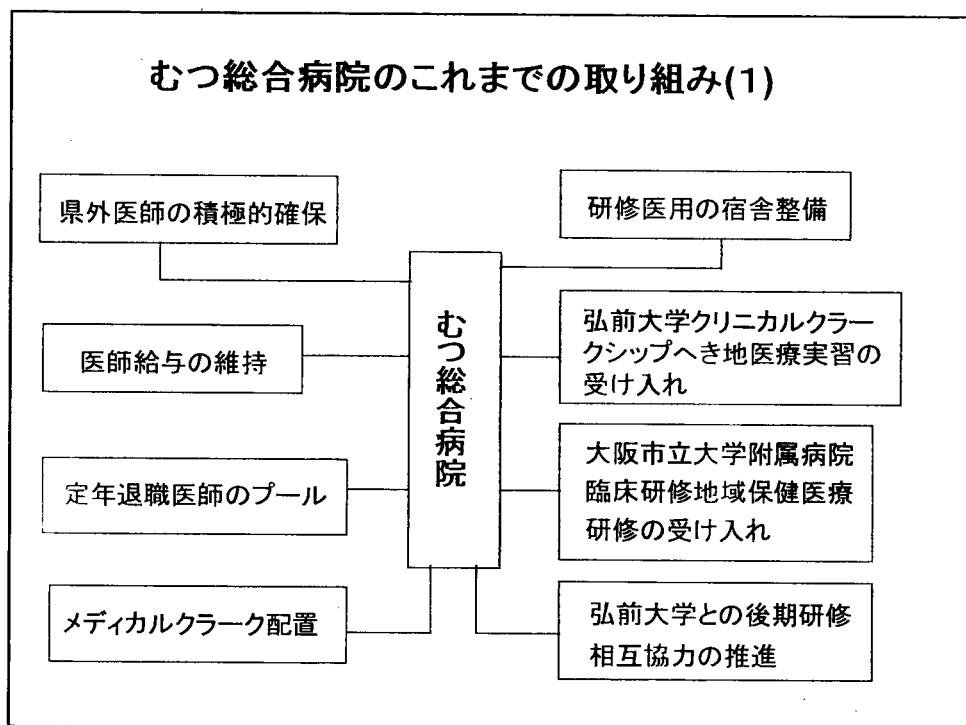 むつ総合病院のこれまでの取り組み(1)
県外医師の積極的確保
医師給与の維持
定年退職医師のプール
メディカルクラーク配置
むつ総合病院
研修医用の宿舎整備
弘前大学クリニカルクラー
クシップへき地医療実習の
受け入れ
大阪市立大学附属病院
臨床研修地域保健医療
研修の受け入れ
弘前大学との後期研修
相互協力の推進